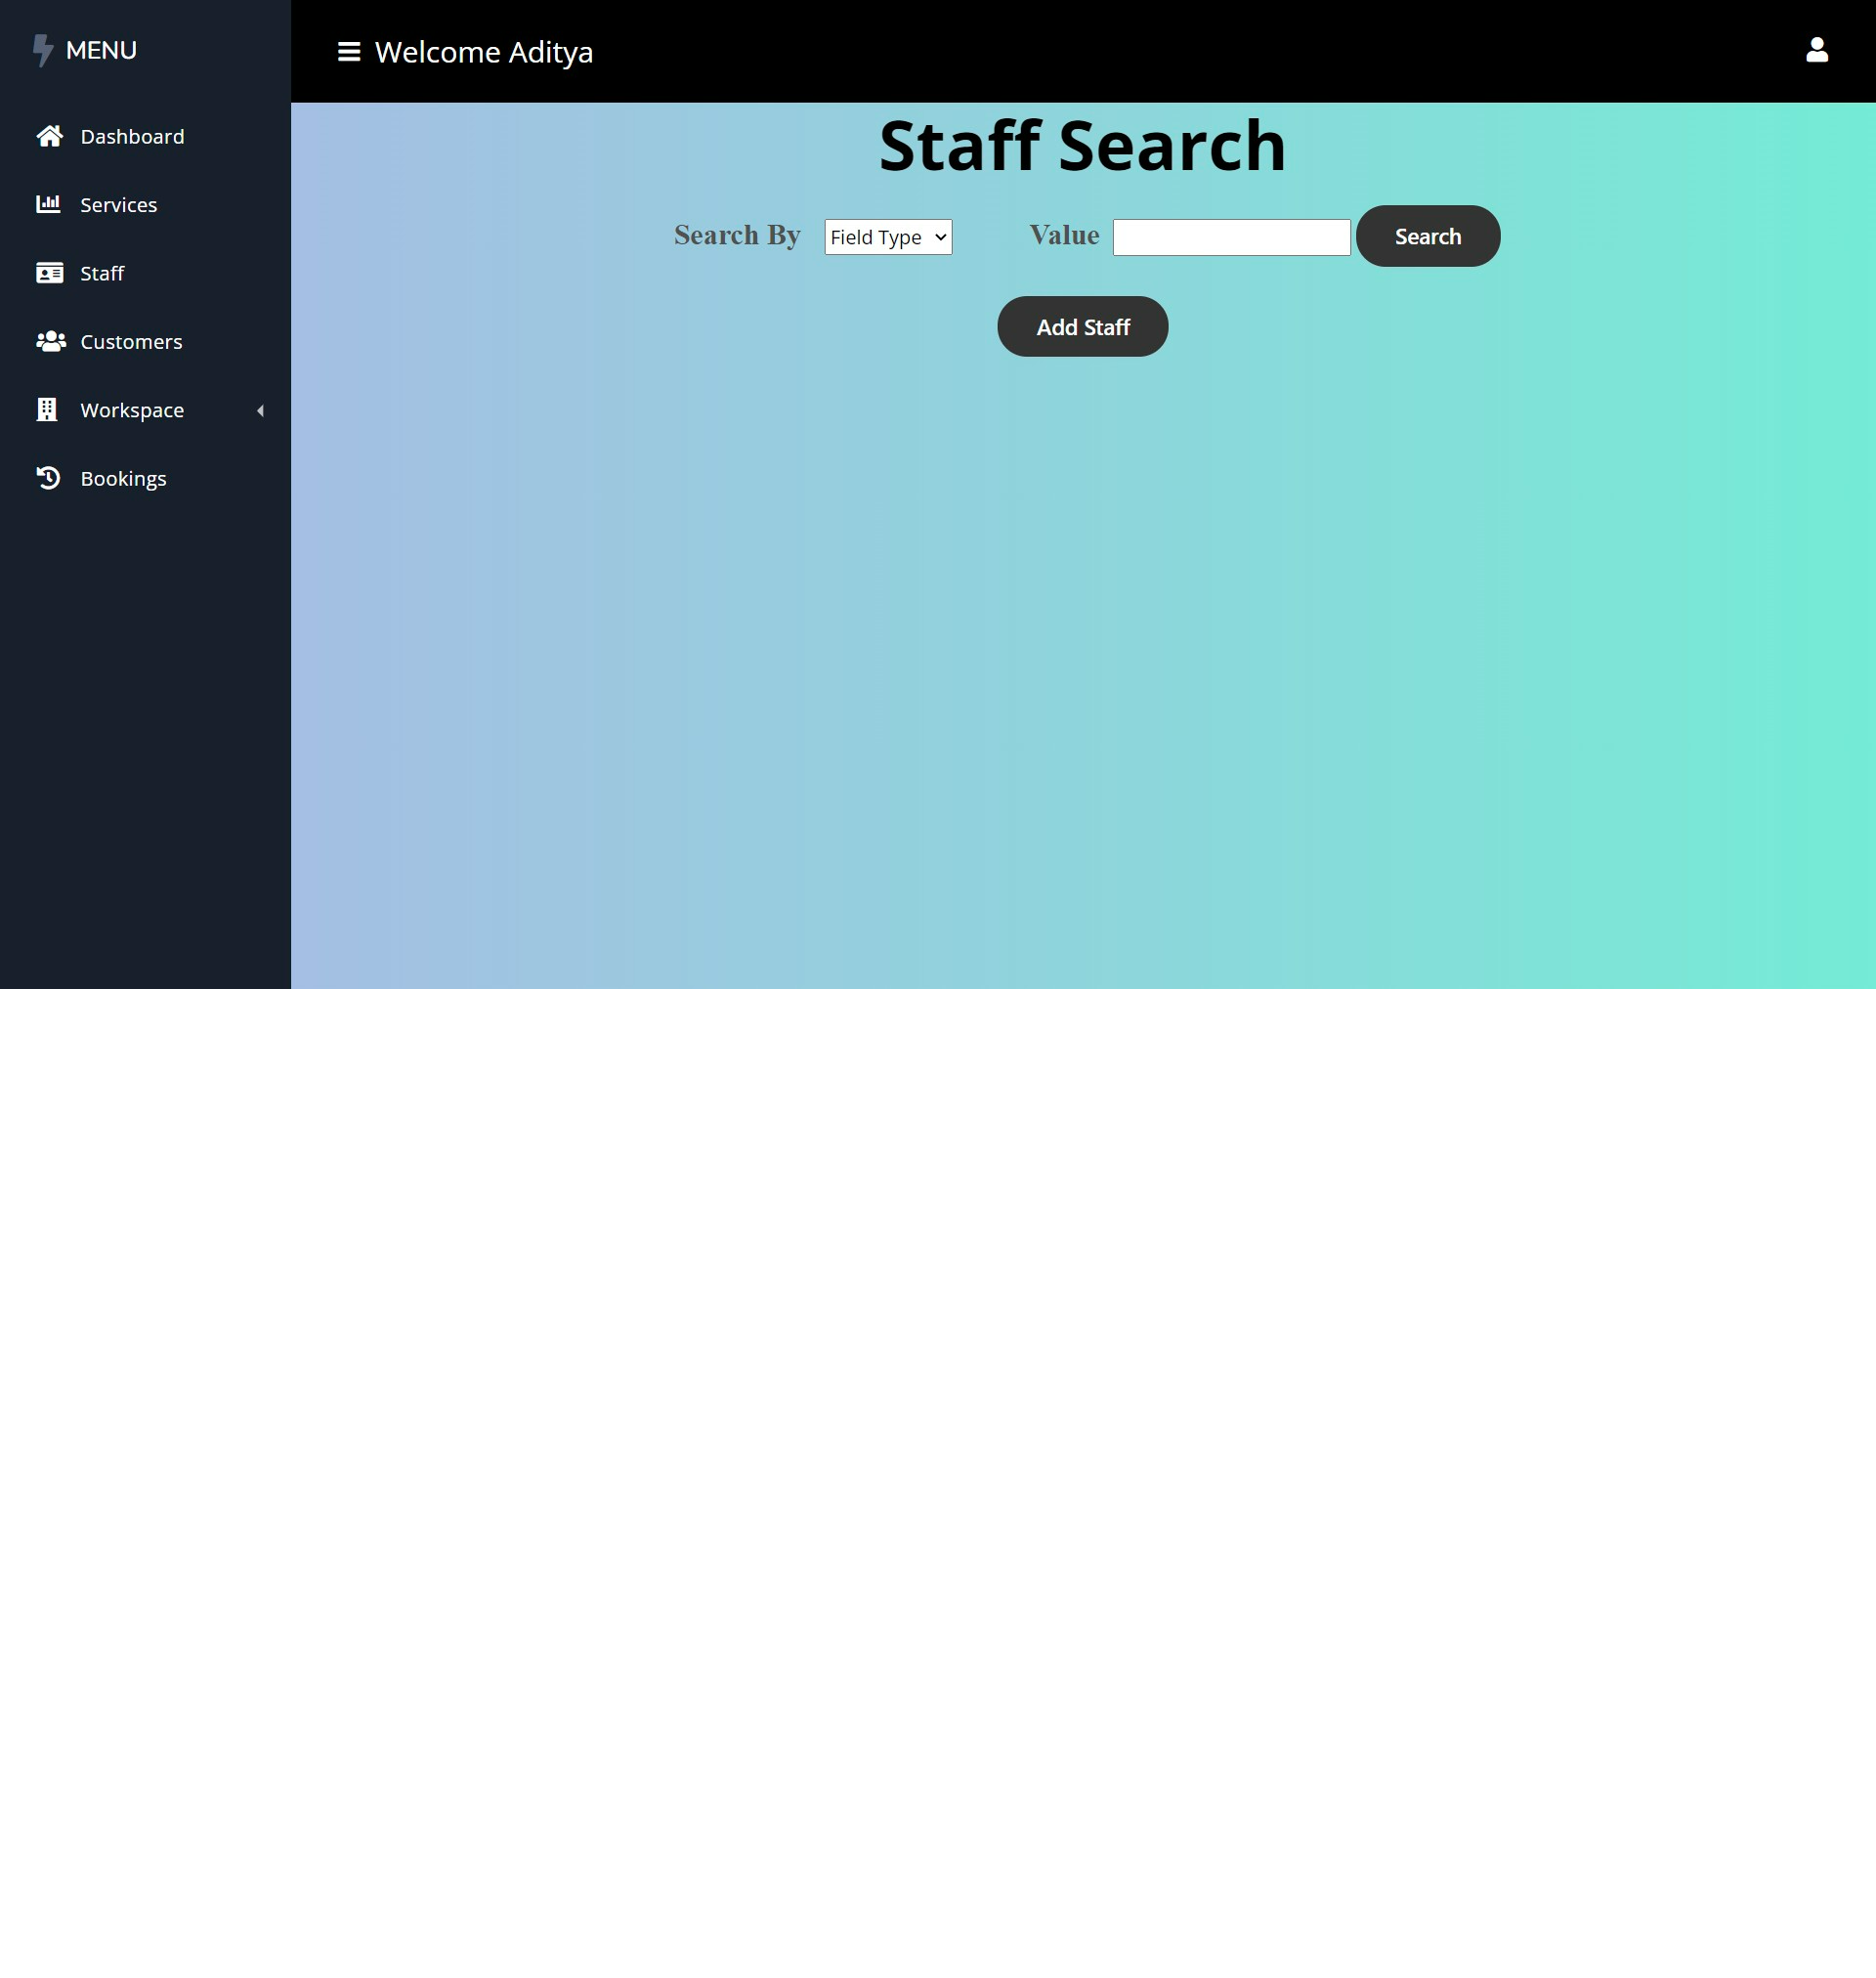 MENU
Welcome Aditya
Dashboard
Services
Staff
Customers
Workspace
Bookings
Staff Search
Search By Field Type Value Search
Add Staff